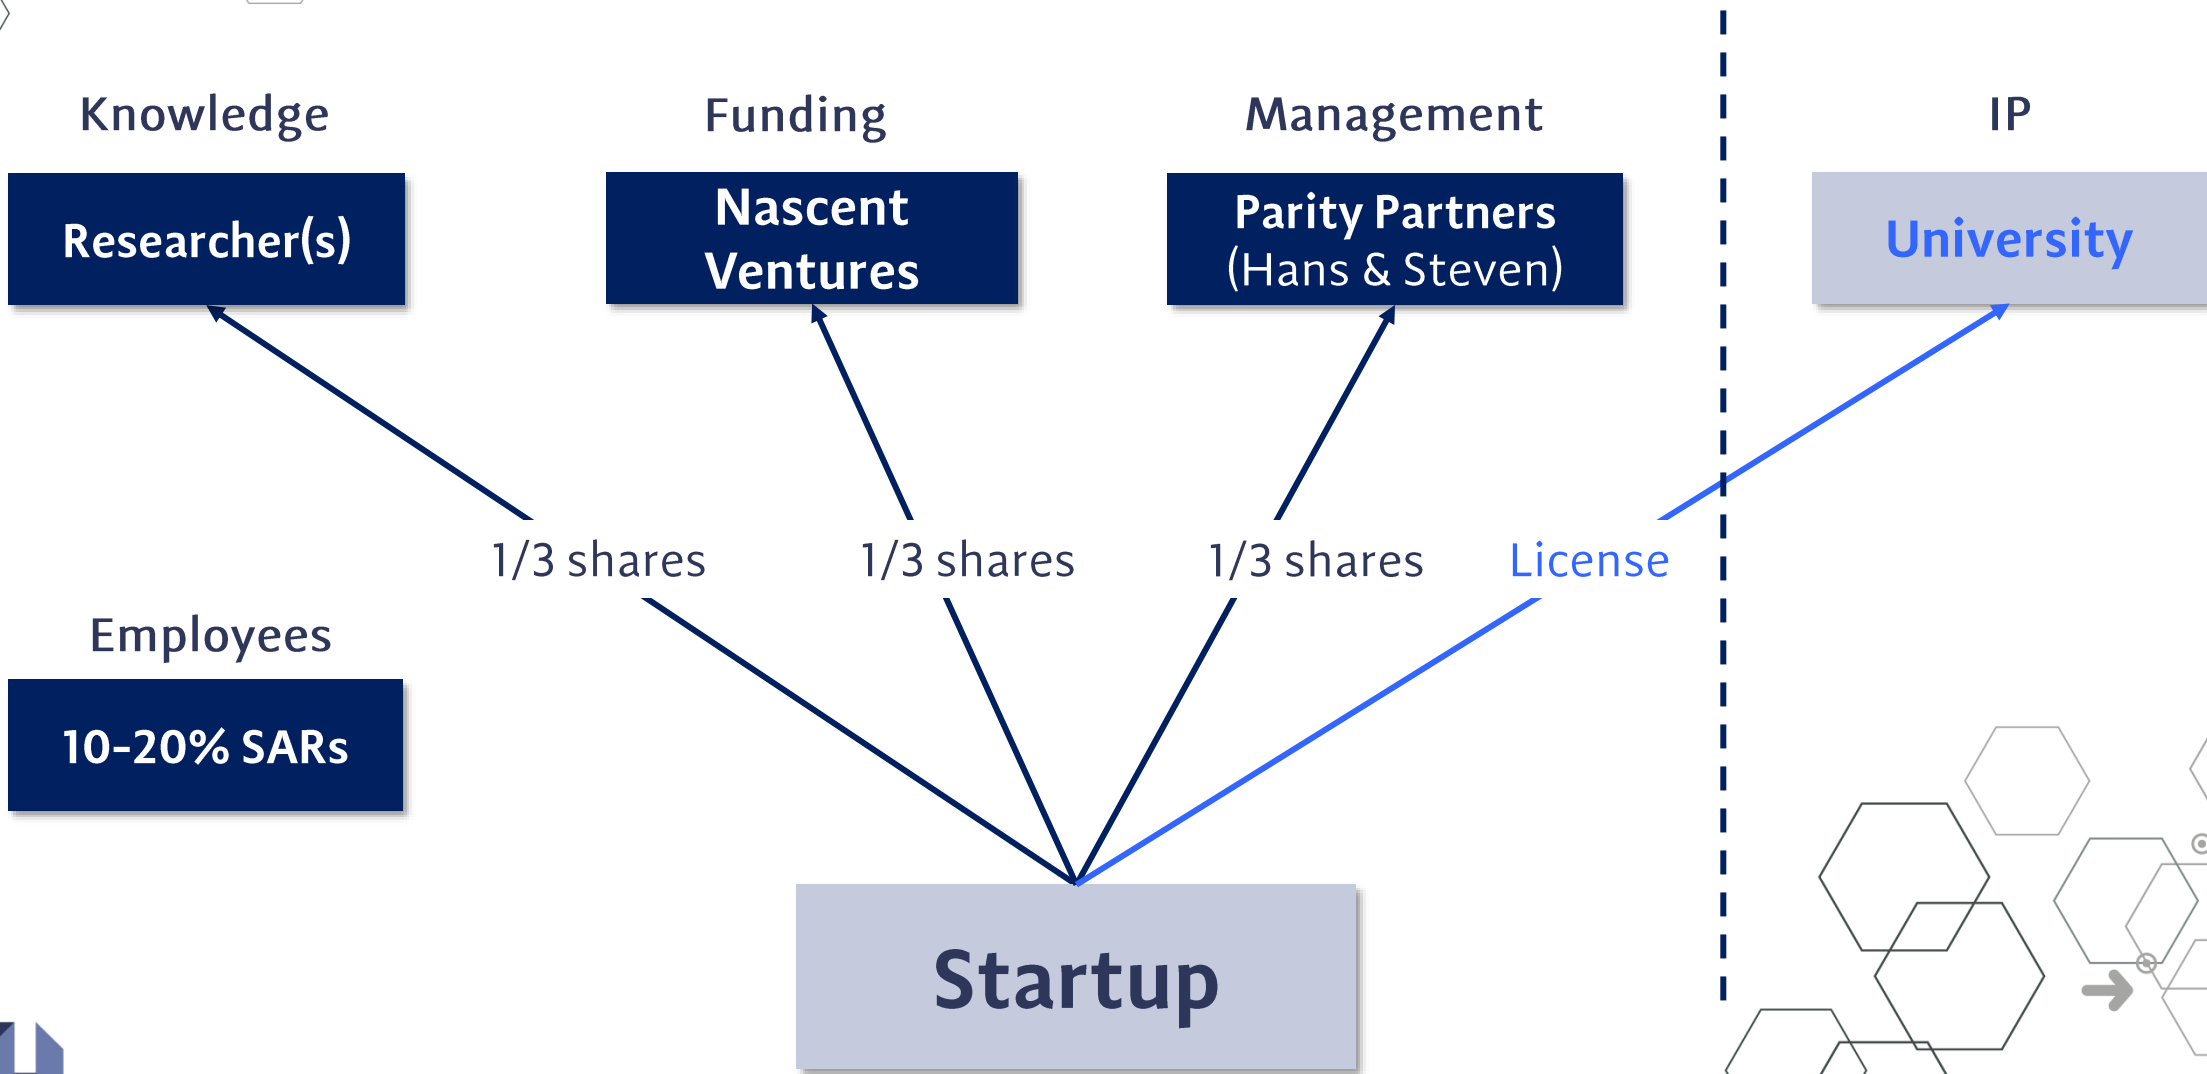 Knowledge
Funding
Management
IP
Researcher(s)
Nascent
Ventures
Parity Partners
(Hans & Steven)
University
1/3 shares
1/3 shares
1/3 shares
License
Employees
10-20% SARs
Startup